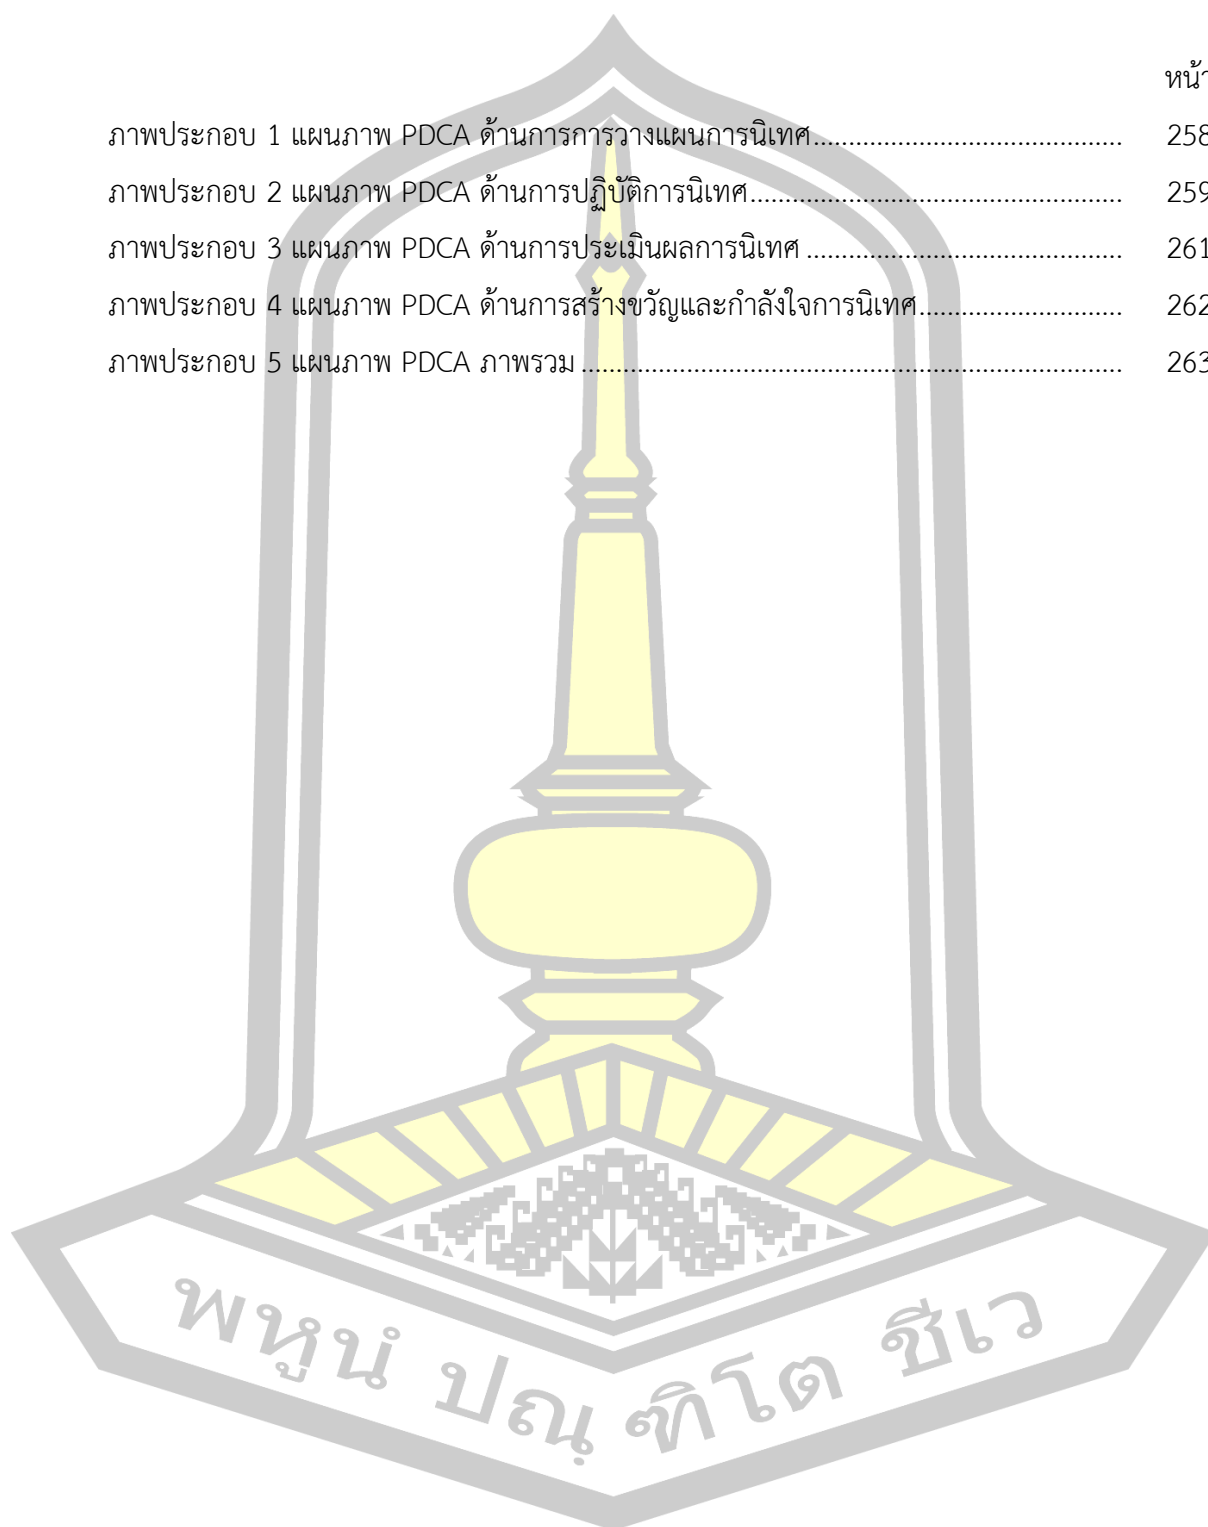 หน้า
ภาพประกอบ 1 แผนภาพ PDCA ด้านการการวางแผนการนิเทศ.......................................... 258
ภาพประกอบ 2 แผนภาพ PDCA ด้านการปฏิบัติการนิเทศ................................................... 259
ภาพประกอบ 3 แผนภาพ PDCA ด้านการประเมินผลการนิเทศ ........................................... 261
ภาพประกอบ 4 แผนภาพ PDCA ด้านการสร้างขวัญและกำลังใจการนิเทศ............................ 262
ภาพประกอบ 5 แผนภาพ PDCA ภาพรวม .......................................................................... 263
พหูนํ ปณฺ ฑิโต ชีเว